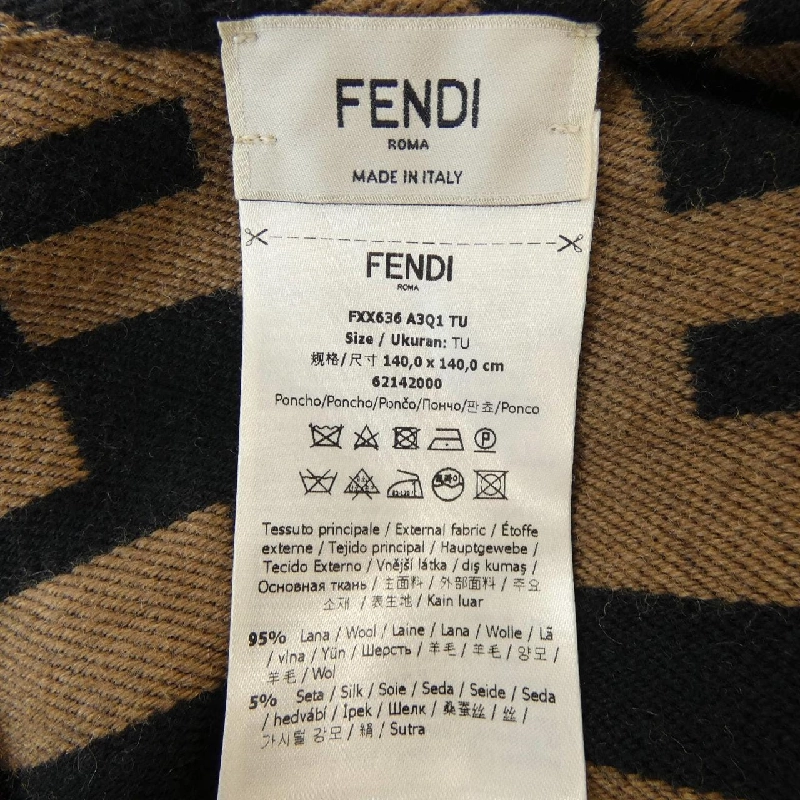 FENDI
ROMA
MADE IN ITALY
FENDI
ROMA
FXX636 A3Q1 TU
Size / Ukuran: TU
规格/尺寸 140,0 x 140,0 cm
62142000
Poncho/Poncho/Pončo/Пончо/판쵸/Ponco
P
Tessuto principale / External fabric / Étoffe
externe / Tejido principal / Hauptgewebe /
Tecido Externo / Vnější látka / dış kumaş /
Основная ткань / 主面料 / 外部面料 / 주요
소재 / 表生地 / Kain luar
95% Lana / Wool / Laine / Lana / Wolle / Lã
/ vlna / Yün / Шерсть / 羊毛 / 羊毛 / 양모 /
羊毛 / Wol
5% Seta / Silk / Soie / Seda / Seide / Seda
/ hedvábí / Ipek / Шелк / 桑蚕丝 / 丝 /
가시털 강모 / 絹 / Sutra